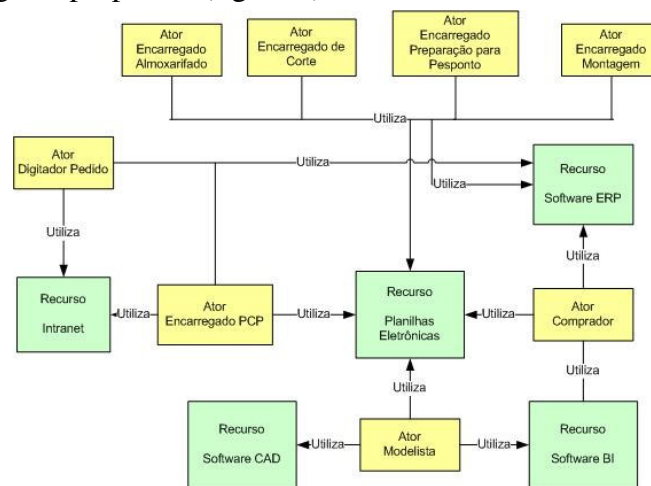 Ator
Encarregado
Almoxarifado
Ator
Encarregado de
Corte
Ator
Encarregado
Preparação para
Pesponto
Ator
Encarregado
Montagem
Utiliza
Ator
Digitador Pedido
Utiliza
Utiliza
Recurso
Software ERP
Utiliza
Utiliza
Recurso
Intranet
Utiliza
Ator
Encarregado PCP
Utiliza
Recurso
Planilhas
Eletrônicas
Utiliza
Ator
Comprador
Utiliza
Utiliza
Recurso
Software CAD
Utiliza
Ator
Modelista
Utiliza
Recurso
Software BI